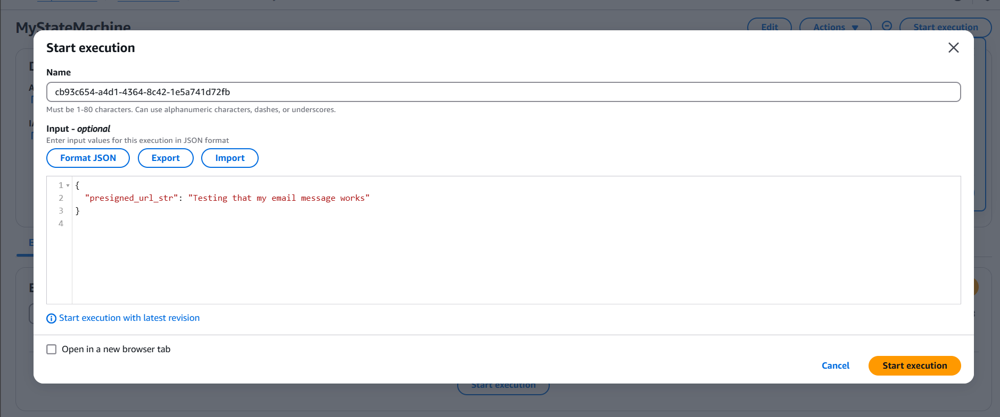 MyStateMachine
Edit
Actions
Start execution
Start execution
Name
cb93c654-a4d1-4364-8c42-1e5a741d72fb
Must be 1-80 characters. Can use alphanumeric characters, dashes, or underscores.
Input - optional
Enter input values for this execution in JSON format
Format JSON
Export
Import
1 {
2 "presigned_url_str": "Testing that my email message works"
3 }
4
Start execution with latest revision
Open in a new browser tab
Cancel
Start execution
Start execution